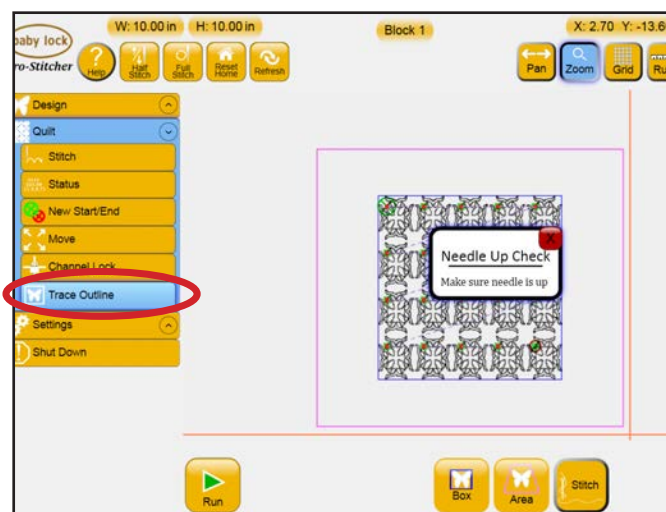 W: 10.00 in H: 10.00 in Block 1 X: 2.70 Y: -13.6
baby lock
ro-Stitcher
Help
Half Stitch
Full Stitch
Reset Home
Refresh
Pan
Zoom
Grid
Ru
Design
Quilt
Stitch
Status
New Start/End
Move
Channel Lock
Trace Outline
Settings
Shut Down
X
Needle Up Check
Make sure needle is up
Run
Box
Area
Stitch